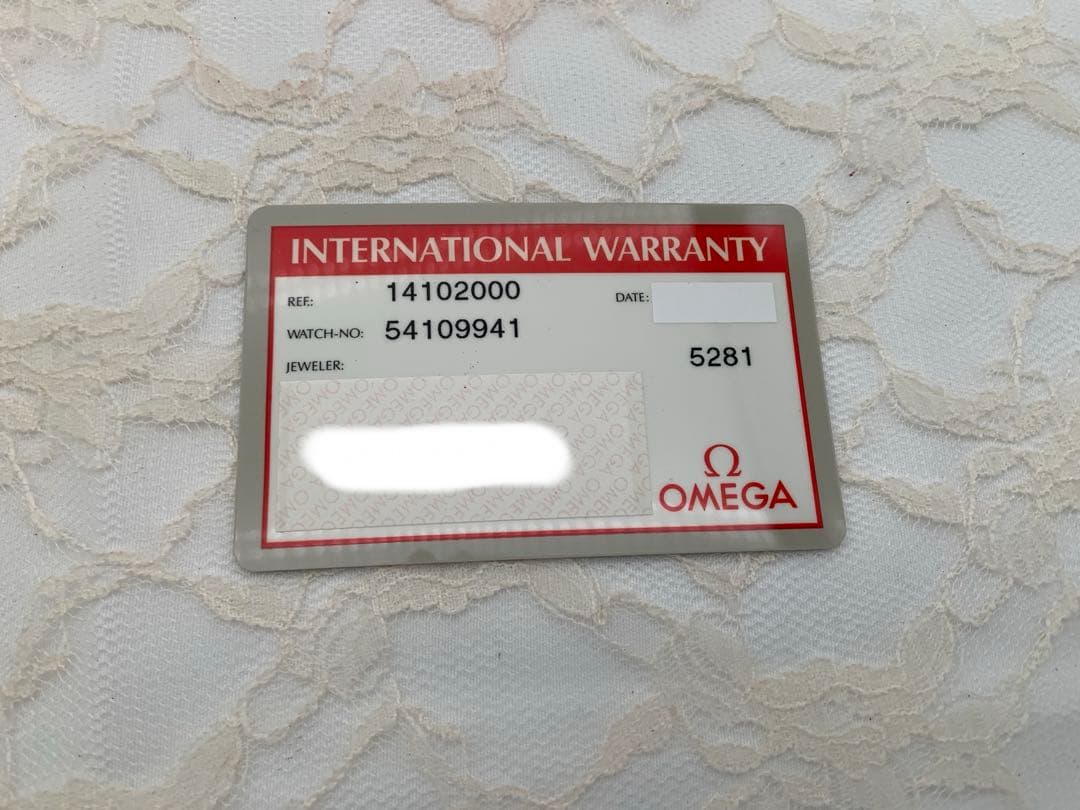 INTERNATIONAL WARRANTY
REF.: 14102000 DATE:
WATCH-NO: 54109941
5281
JEWELER:
Ω
OMEGA